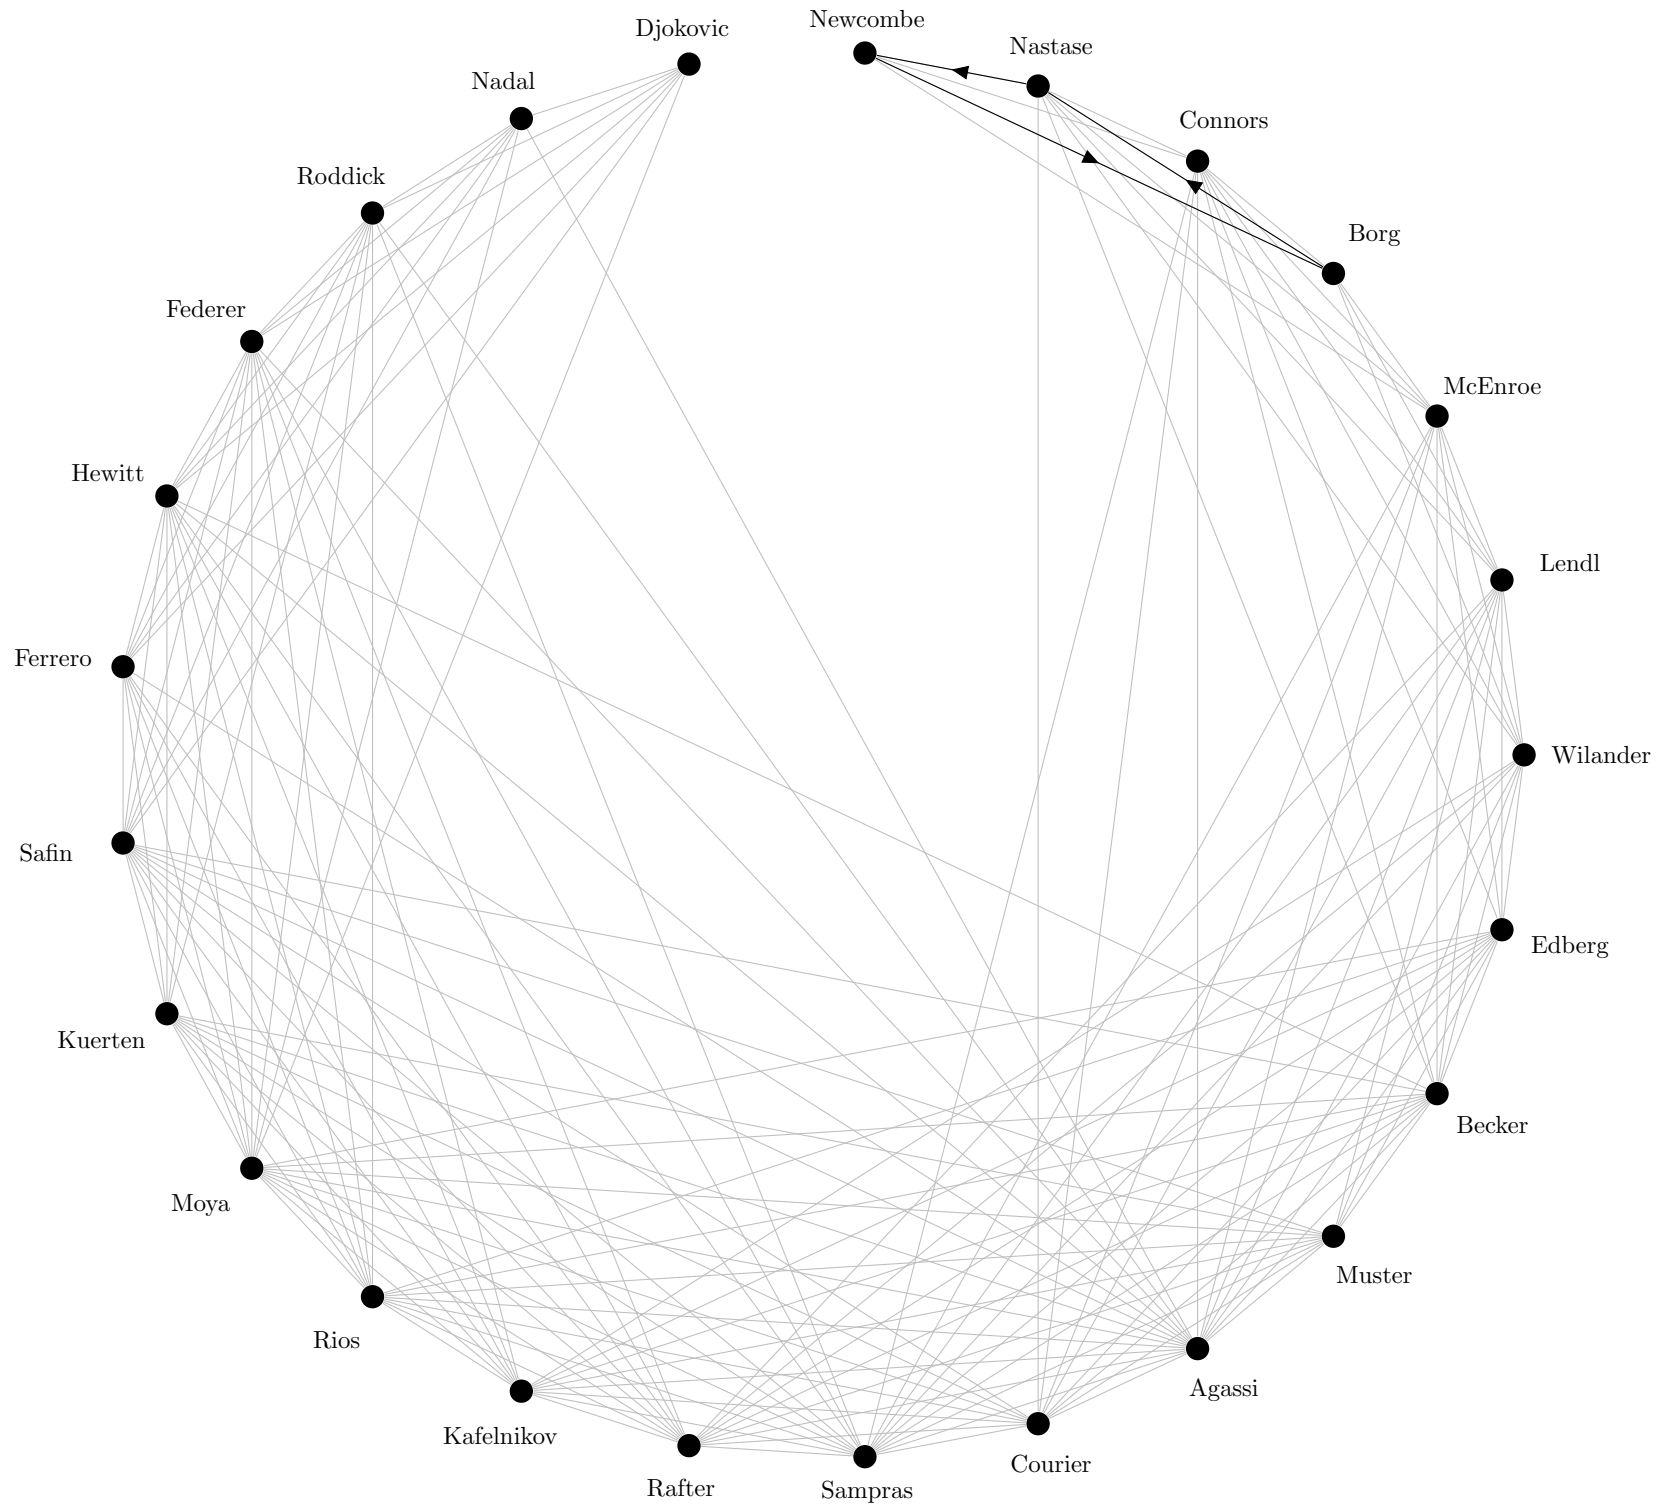 Newcombe
Djokovic
Nastase
Nadal
Connors
Roddick
Borg
Federer
McEnroe
Hewitt
Lendl
Ferrero
Wilander
Safin
Edberg
Kuerten
Becker
Moya
Muster
Rios
Agassi
Kafelnikov
Courier
Rafter
Sampras